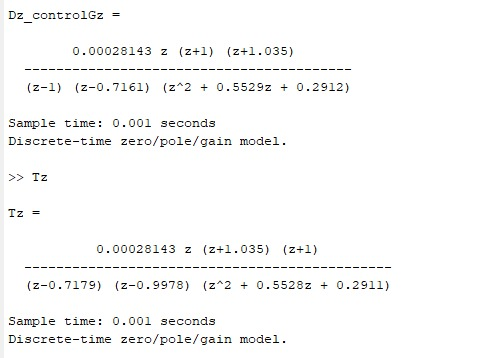 Dz_controlGz =
0.00028143 z (z+1) (z+1.035)
------------------------------------------
(z-1) (z-0.7161) (z^2 + 0.5529z + 0.2912)
Sample time: 0.001 seconds
Discrete-time zero/pole/gain model.
>> Tz
Tz =
0.00028143 z (z+1.035) (z+1)
-----------------------------------------------
(z-0.7179) (z-0.9978) (z^2 + 0.5528z + 0.2911)
Sample time: 0.001 seconds
Discrete-time zero/pole/gain model.